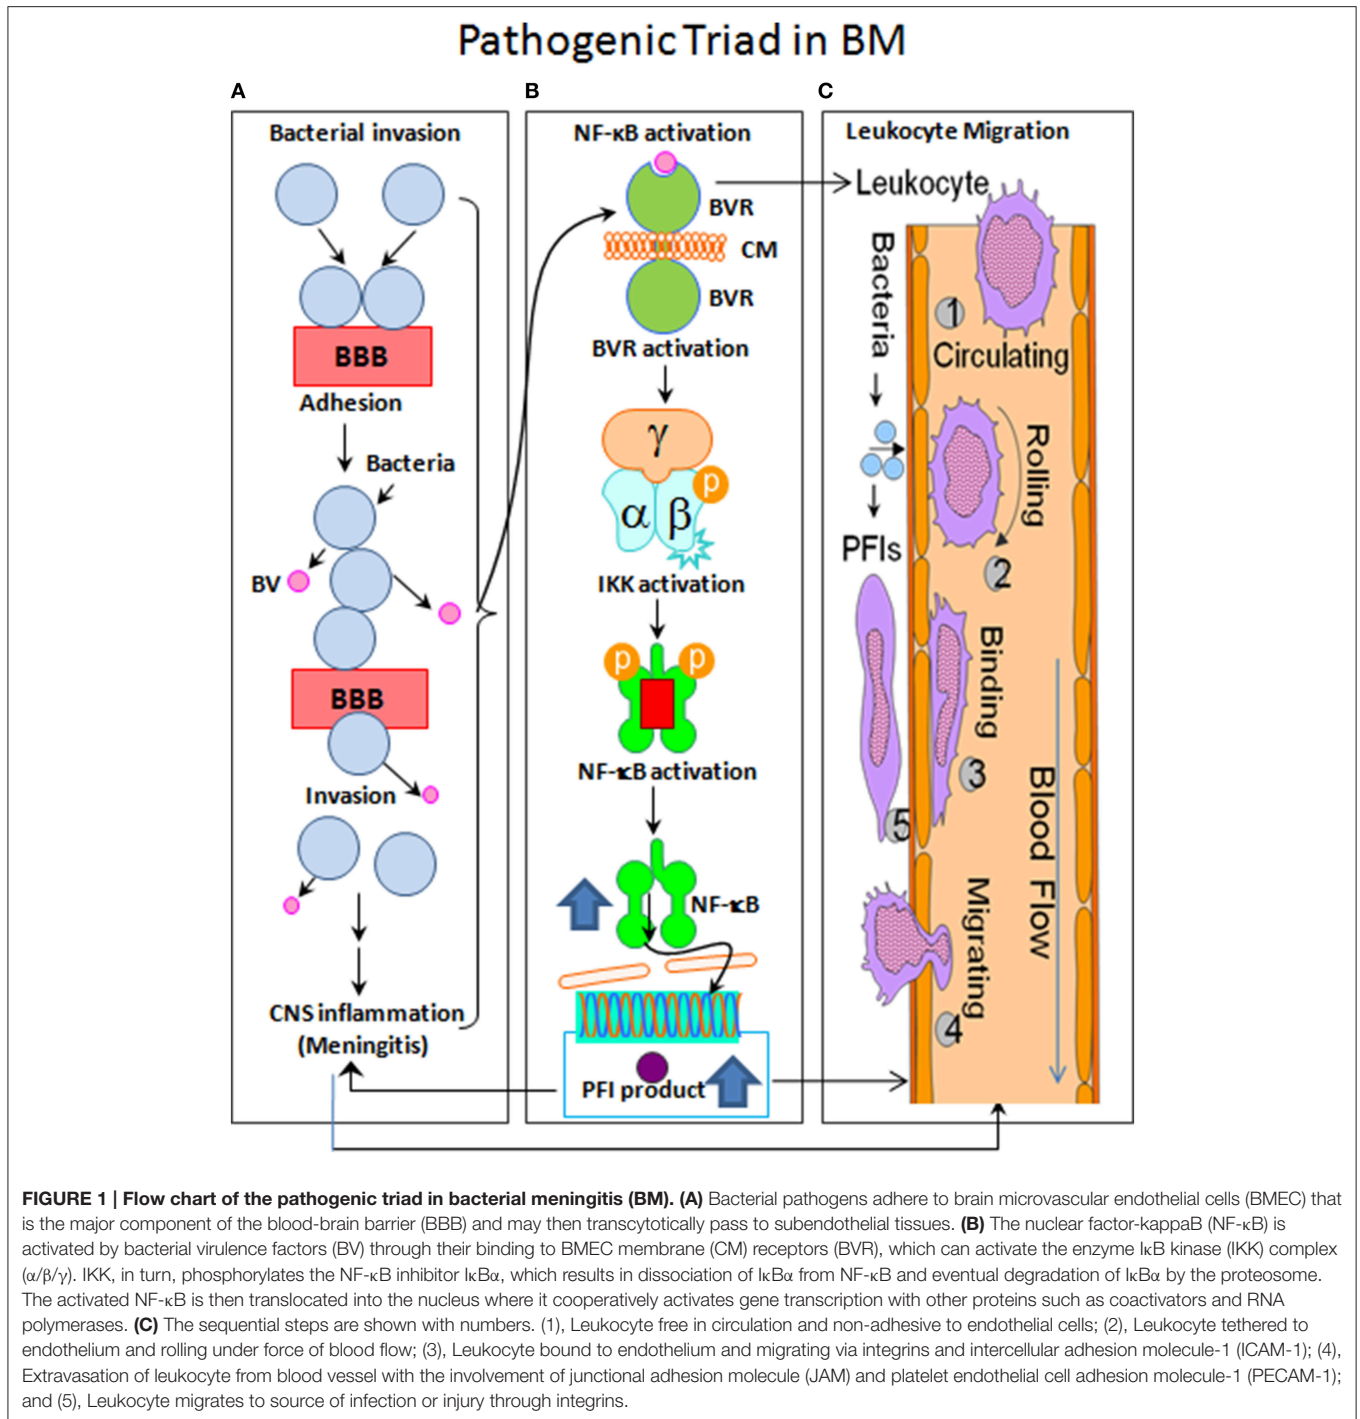 Pathogenic Triad in BM
A
Bacterial invasion
BBB
Adhesion
Bacteria
BV
BBB
Invasion
CNS inflammation
(Meningitis)
B
NF-κB activation
BVR
CM
BVR
BVR activation
γ
α
β
p
IKK activation
p
p
NF-κB activation
NF-κB
PFI product
C
Leukocyte Migration
Leukocyte
Bacteria
PFIs
1
Circulating
Rolling
2
Binding
3
5
Migrating
4
Blood Flow
FIGURE 1 | Flow chart of the pathogenic triad in bacterial meningitis (BM). (A) Bacterial pathogens adhere to brain microvascular endothelial cells (BMEC) that
is the major component of the blood-brain barrier (BBB) and may then transcytotically pass to subendothelial tissues. (B) The nuclear factor-kappaB (NF-κB) is
activated by bacterial virulence factors (BV) through their binding to BMEC membrane (CM) receptors (BVR), which can activate the enzyme IκB kinase (IKK) complex
(α/β/γ). IKK, in turn, phosphorylates the NF-κB inhibitor IκBα, which results in dissociation of IκBα from NF-κB and eventual degradation of IκBα by the proteosome.
The activated NF-κB is then translocated into the nucleus where it cooperatively activates gene transcription with other proteins such as coactivators and RNA
polymerases. (C) The sequential steps are shown with numbers. (1), Leukocyte free in circulation and non-adhesive to endothelial cells; (2), Leukocyte tethered to
endothelium and rolling under force of blood flow; (3), Leukocyte bound to endothelium and migrating via integrins and intercellular adhesion molecule-1 (ICAM-1); (4),
Extravasation of leukocyte from blood vessel with the involvement of junctional adhesion molecule (JAM) and platelet endothelial cell adhesion molecule-1 (PECAM-1);
and (5), Leukocyte migrates to source of infection or injury through integrins.